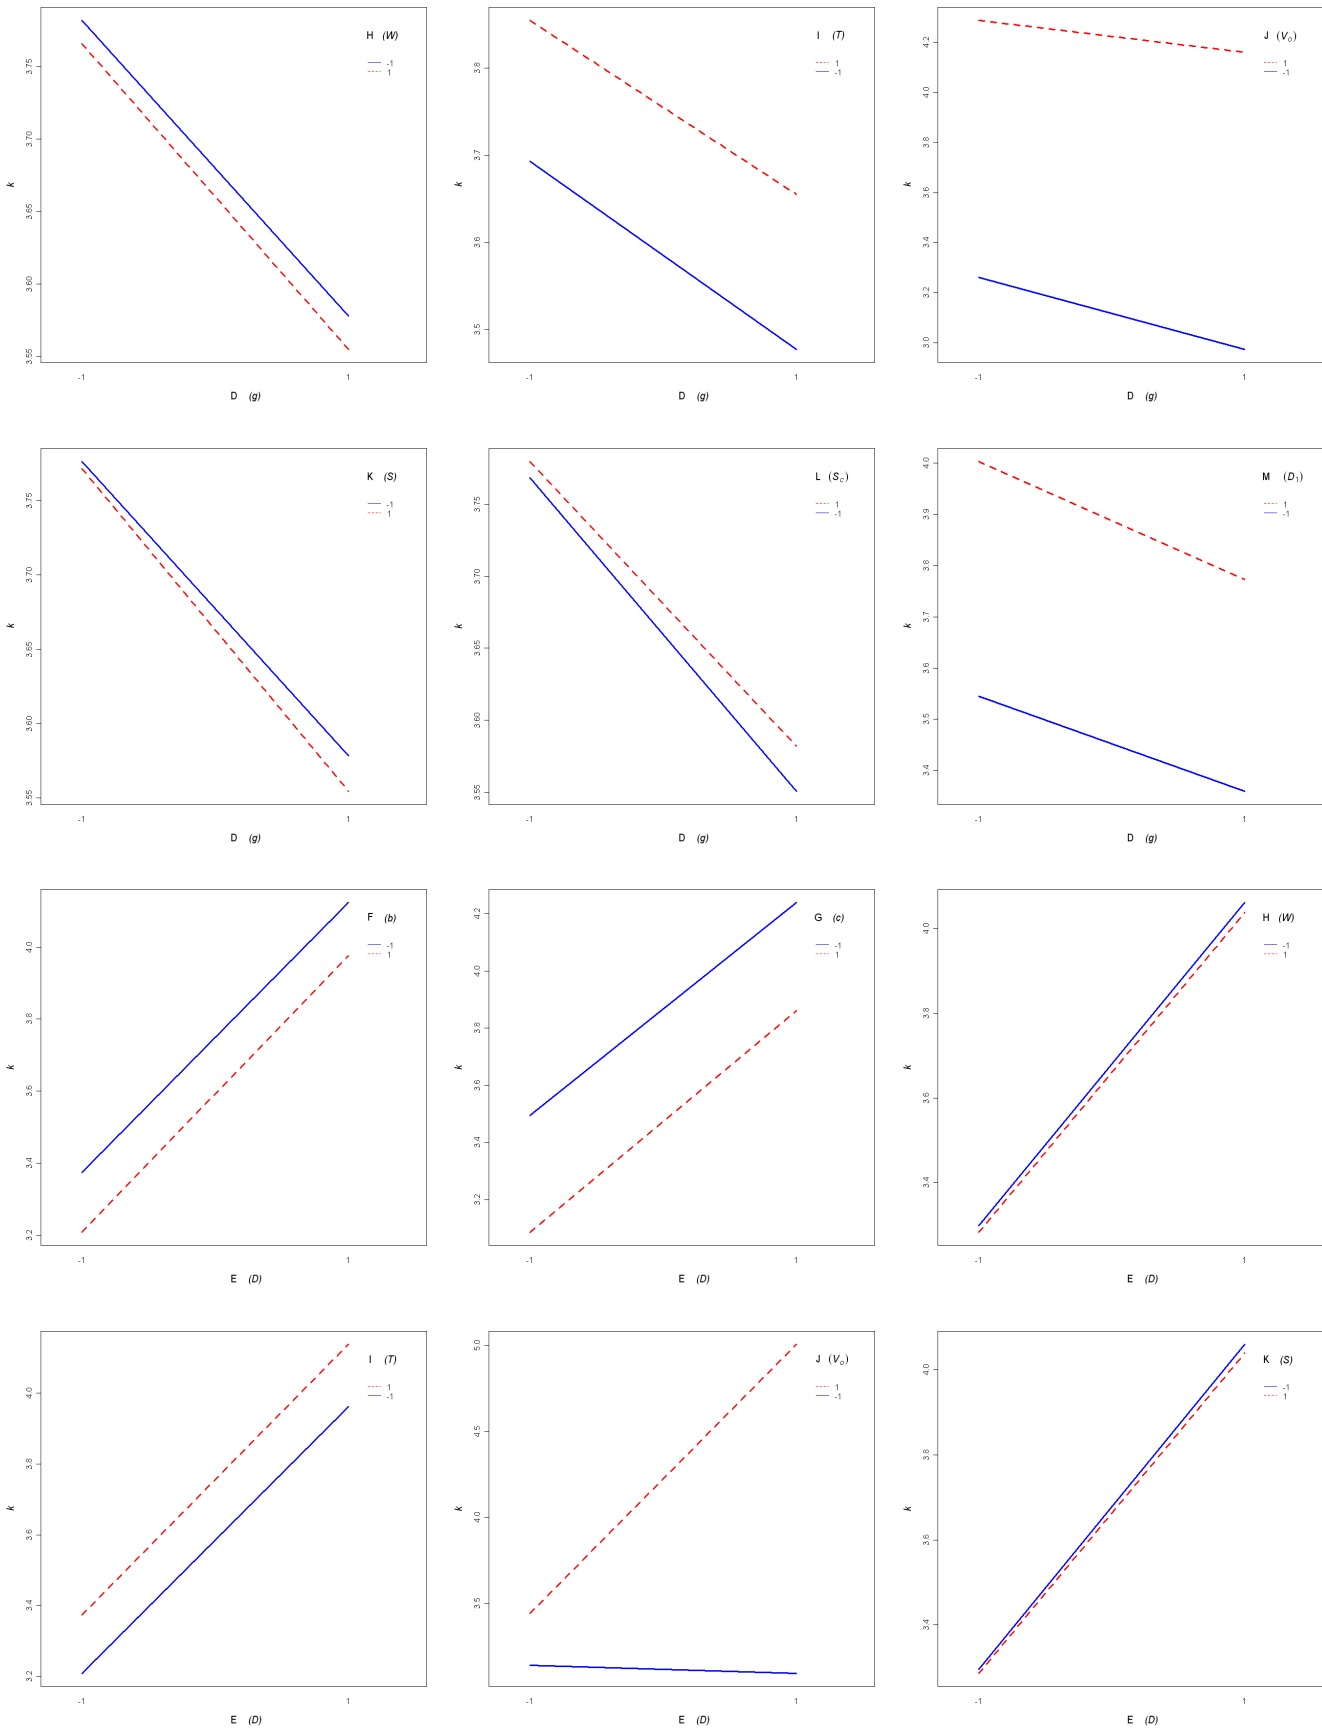 H (W)
-1
1
3.75
3.70
3.65
3.60
3.55
k
-1 1
D (g)
I (T)
1
-1
3.8
3.7
3.6
3.5
k
-1 1
D (g)
J (V₀)
1
-1
4.2
4.0
3.8
3.6
3.4
3.2
3.0
k
-1 1
D (g)
K (S)
-1
1
3.75
3.70
3.65
3.60
3.55
k
-1 1
D (g)
L (S_c)
1
-1
3.75
3.70
3.65
3.60
3.55
k
-1 1
D (g)
M (D₁)
1
-1
4.0
3.9
3.8
3.7
3.6
3.5
3.4
k
-1 1
D (g)
F (b)
-1
1
4.0
3.8
3.6
3.4
3.2
k
-1 1
E (D)
G (c)
-1
1
4.2
4.0
3.8
3.6
3.4
3.2
k
-1 1
E (D)
H (W)
-1
1
4.0
3.8
3.6
3.4
k
-1 1
E (D)
I (T)
1
-1
4.0
3.8
3.6
3.4
3.2
k
-1 1
E (D)
J (V₀)
1
-1
5.0
4.5
4.0
3.5
k
-1 1
E (D)
K (S)
-1
1
4.0
3.8
3.6
3.4
k
-1 1
E (D)